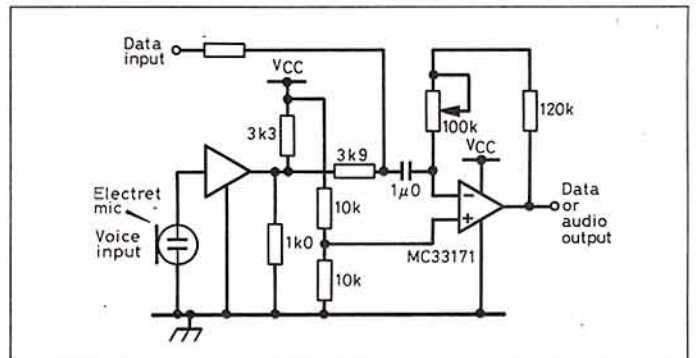 Data
input
VCC
3k3
3k9
1µ0
100k
120k
VCC
Electret
mic
Voice
input
1k0
10k
10k
MC33171
Data
or
audio
output